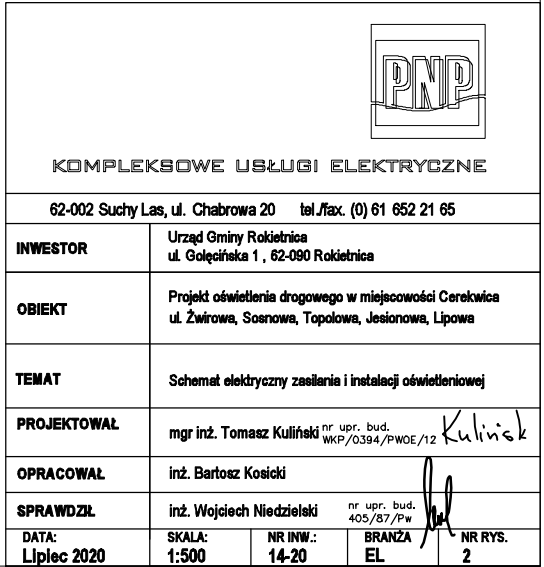 PNP
KOMPLEKSOWE USŁUGI ELEKTRYCZNE
62-002 Suchy Las, ul. Chabrowa 20 tel./fax. (0) 61 652 21 65
INWESTOR
Urząd Gminy Rokietnica
ul. Golęcińska 1 , 62-090 Rokietnica
OBIEKT
Projekt oświetlenia drogowego w miejscowości Cerekwica
ul. Żwirowa, Sosnowa, Topolowa, Jesionowa, Lipowa
TEMAT
Schemat elektryczny zasilania i instalacji oświetleniowej
PROJEKTOWAŁ
mgr inż. Tomasz Kuliński
nr upr. bud.
WKP/0394/PWOE/12
Kulińsk
OPRACOWAŁ
inż. Bartosz Kosicki
SPRAWDZIŁ
inż. Wojciech Niedzielski
nr upr. bud.
405/87/Pw
DATA: SKALA: NR INW.: BRANŻA NR RYS.
Lipiec 2020 1:500 14-20 EL 2